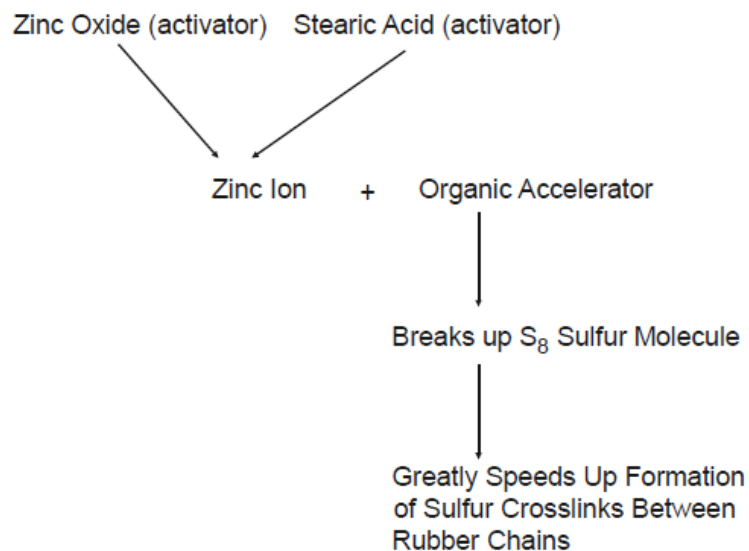 Zinc Oxide (activator) Stearic Acid (activator)
Zinc Ion + Organic Accelerator
Breaks up S₈ Sulfur Molecule
Greatly Speeds Up Formation
of Sulfur Crosslinks Between
Rubber Chains